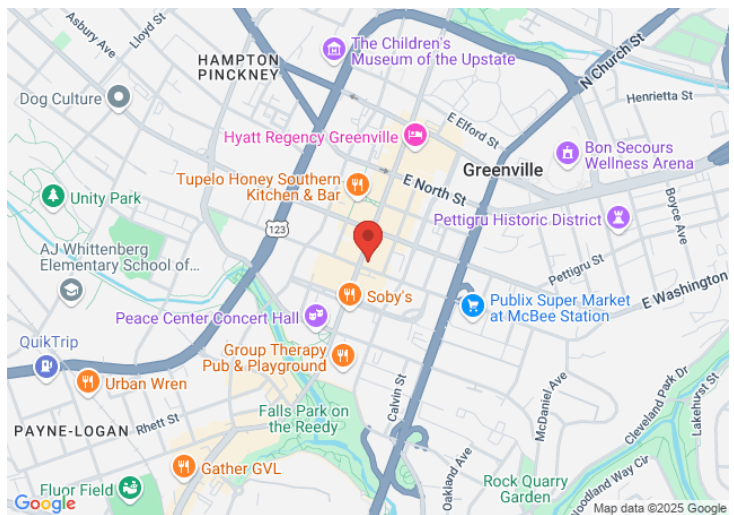 Asbury Ave
Lloyd St
HAMPTON
PINCKNEY
The Children's
Museum of the Upstate
N Church St
Dog Culture
Henrietta St
E Elford St
Hyatt Regency Greenville
Bon Secours
Wellness Arena
Greenville
Tupelo Honey Southern
Kitchen & Bar
E North St
Unity Park
Boyce Ave
Pettigru Historic District
123
AJ Whittenberg
Elementary School of...
Pettigru St
E Washington
Soby's
Publix Super Market
at McBee Station
Peace Center Concert Hall
QuikTrip
Group Therapy
Pub & Playground
Urban Wren
Calvin St
McDaniel Ave
Cleveland Park Dr
Lakehurst St
Falls Park on
the Reedy
Rhett St
PAYNE-LOGAN
Gather GVL
Oakland Ave
Rock Quarry
Garden
Woodland Way Cir
Fluor Field
Google
Map data ©2025 Google